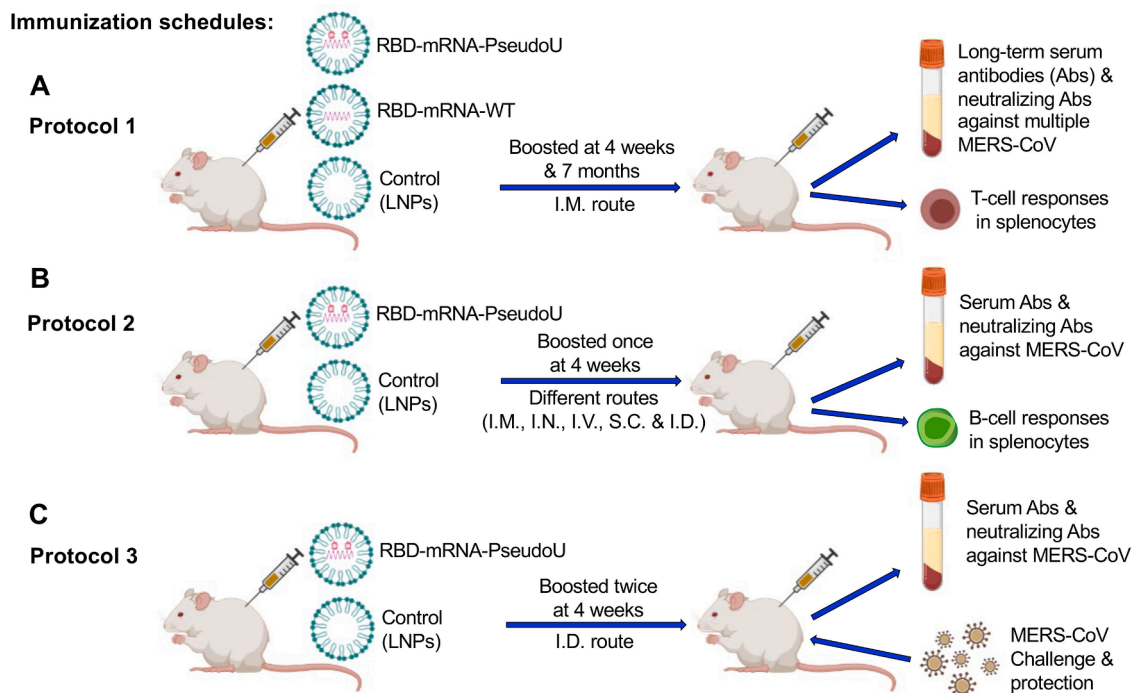 Immunization schedules:
A
Protocol 1
RBD-mRNA-PseudoU
RBD-mRNA-WT
Control
(LNPs)
Boosted at 4 weeks
& 7 months
I.M. route
Long-term serum
antibodies (Abs) &
neutralizing Abs
against multiple
MERS-CoV
T-cell responses
in splenocytes
B
Protocol 2
RBD-mRNA-PseudoU
Control
(LNPs)
Boosted once
at 4 weeks
Different routes
(I.M., I.N., I.V., S.C. & I.D.)
Serum Abs &
neutralizing Abs
against MERS-CoV
B-cell responses
in splenocytes
C
Protocol 3
RBD-mRNA-PseudoU
Control
(LNPs)
Boosted twice
at 4 weeks
I.D. route
Serum Abs &
neutralizing Abs
against MERS-CoV
MERS-CoV
Challenge &
protection